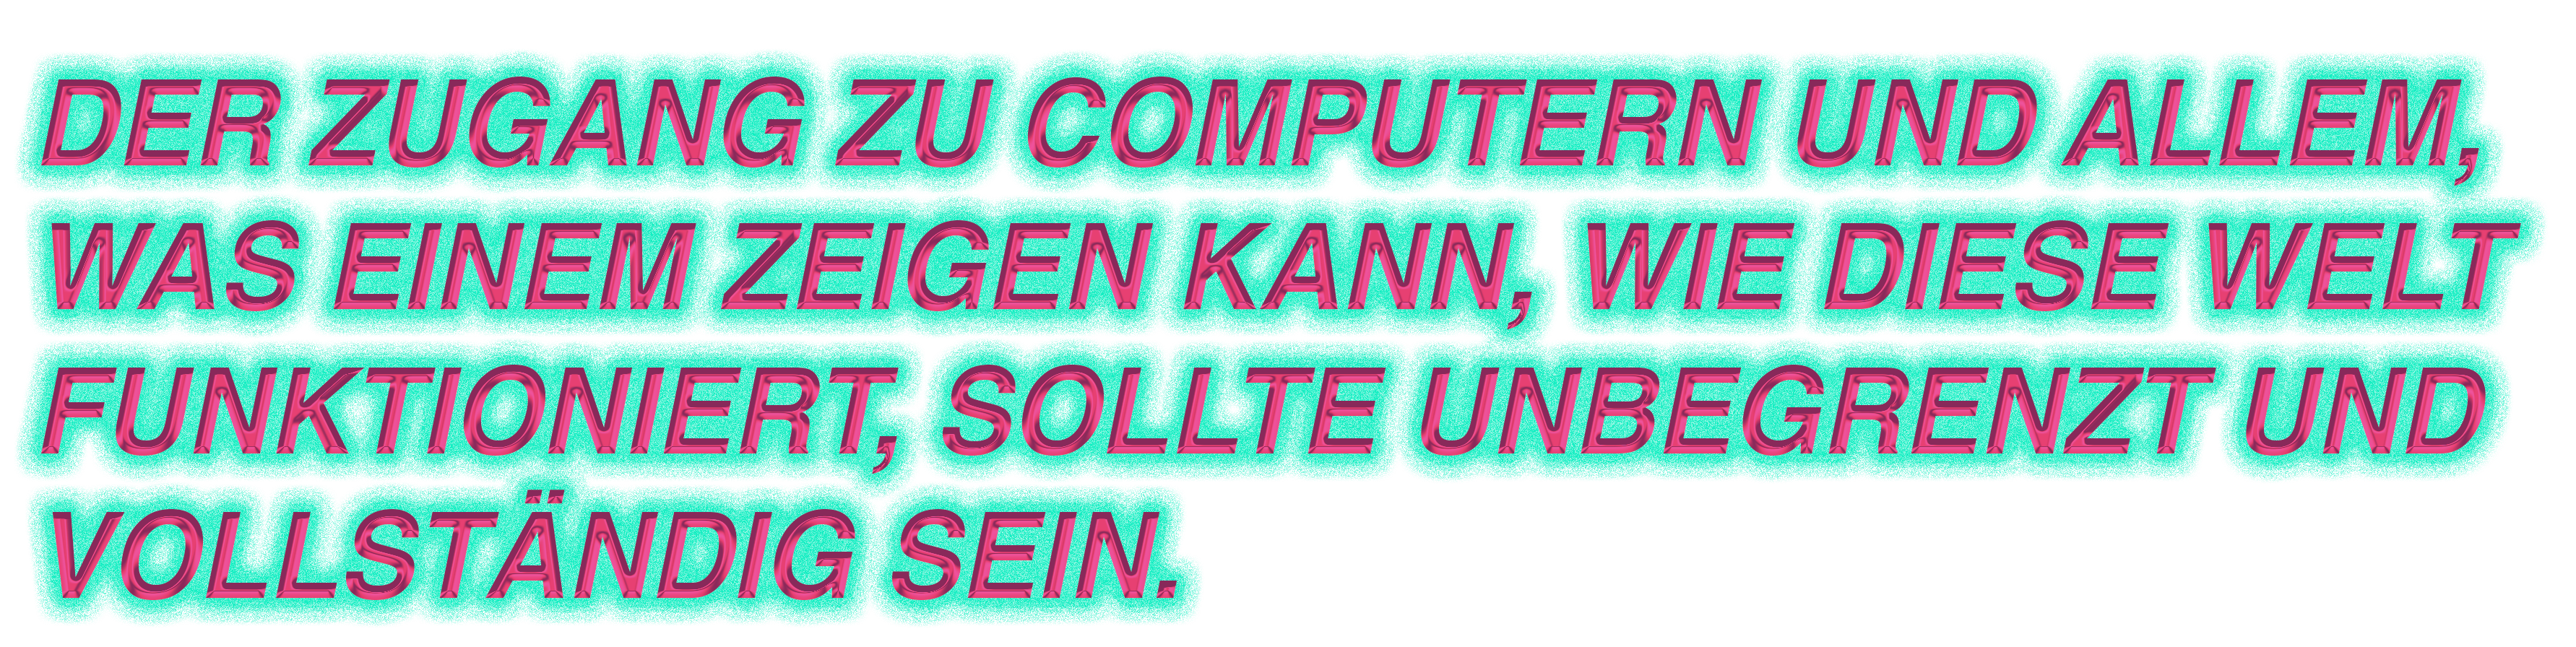 DER ZUGANG ZU COMPUTERN UND ALLEM,
WAS EINEM ZEIGEN KANN, WIE DIESE WELT
FUNKTIONIERT, SOLLTE UNBEGRENZT UND
VOLLSTÄNDIG SEIN.